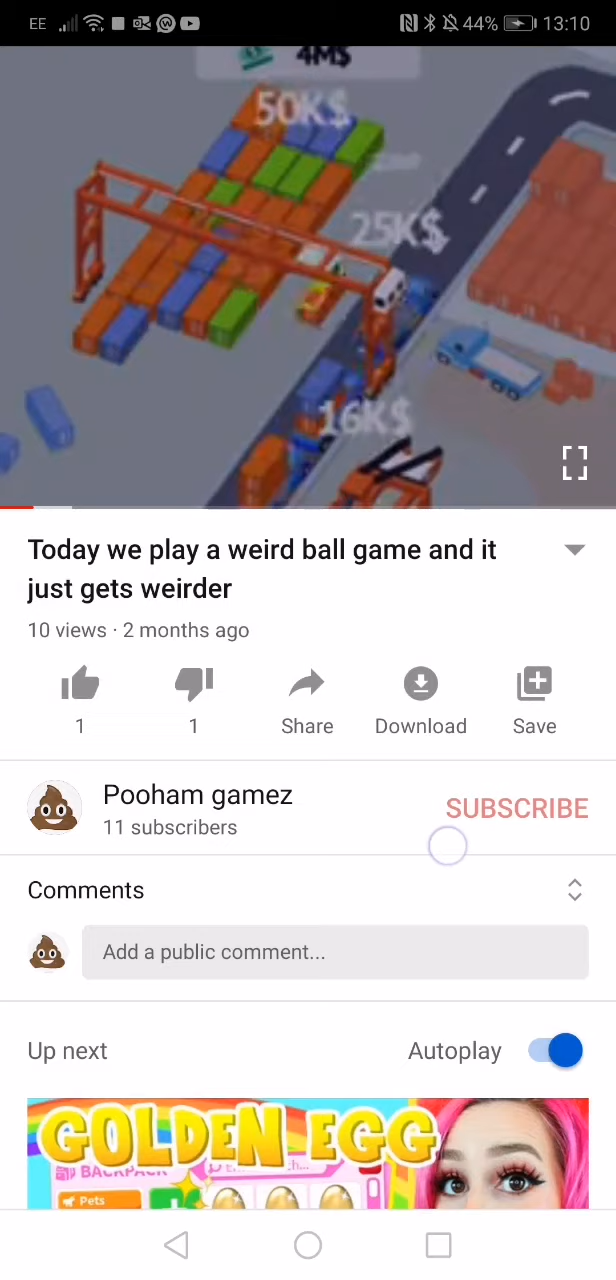 EE 44% 13:10
4M$
50K$
25K$
16K$
Today we play a weird ball game and it
just gets weirder
10 views · 2 months ago
1 1 Share Download Save
Pooham gamez
11 subscribers
SUBSCRIBE
Comments
Add a public comment...
Up next Autoplay
GOLDEN EGG
BACKPACK
Pets